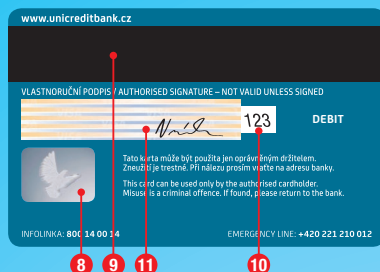 www.unicreditbank.cz
VLASTNORUČNÍ PODPIS / AUTHORISED SIGNATURE – NOT VALID UNLESS SIGNED
123
DEBIT
Tato karta může být použita jen oprávněným držitelem.
Zneužití je trestné. Při nálezu prosím vraťte na adresu banky.
This card can be used only by the authorised cardholder.
Misuse is a criminal offence. If found, please return to the bank.
INFOLINKA: 800 14 00 14 EMERGENCY LINE: +420 221 210 012
8 9 11 10